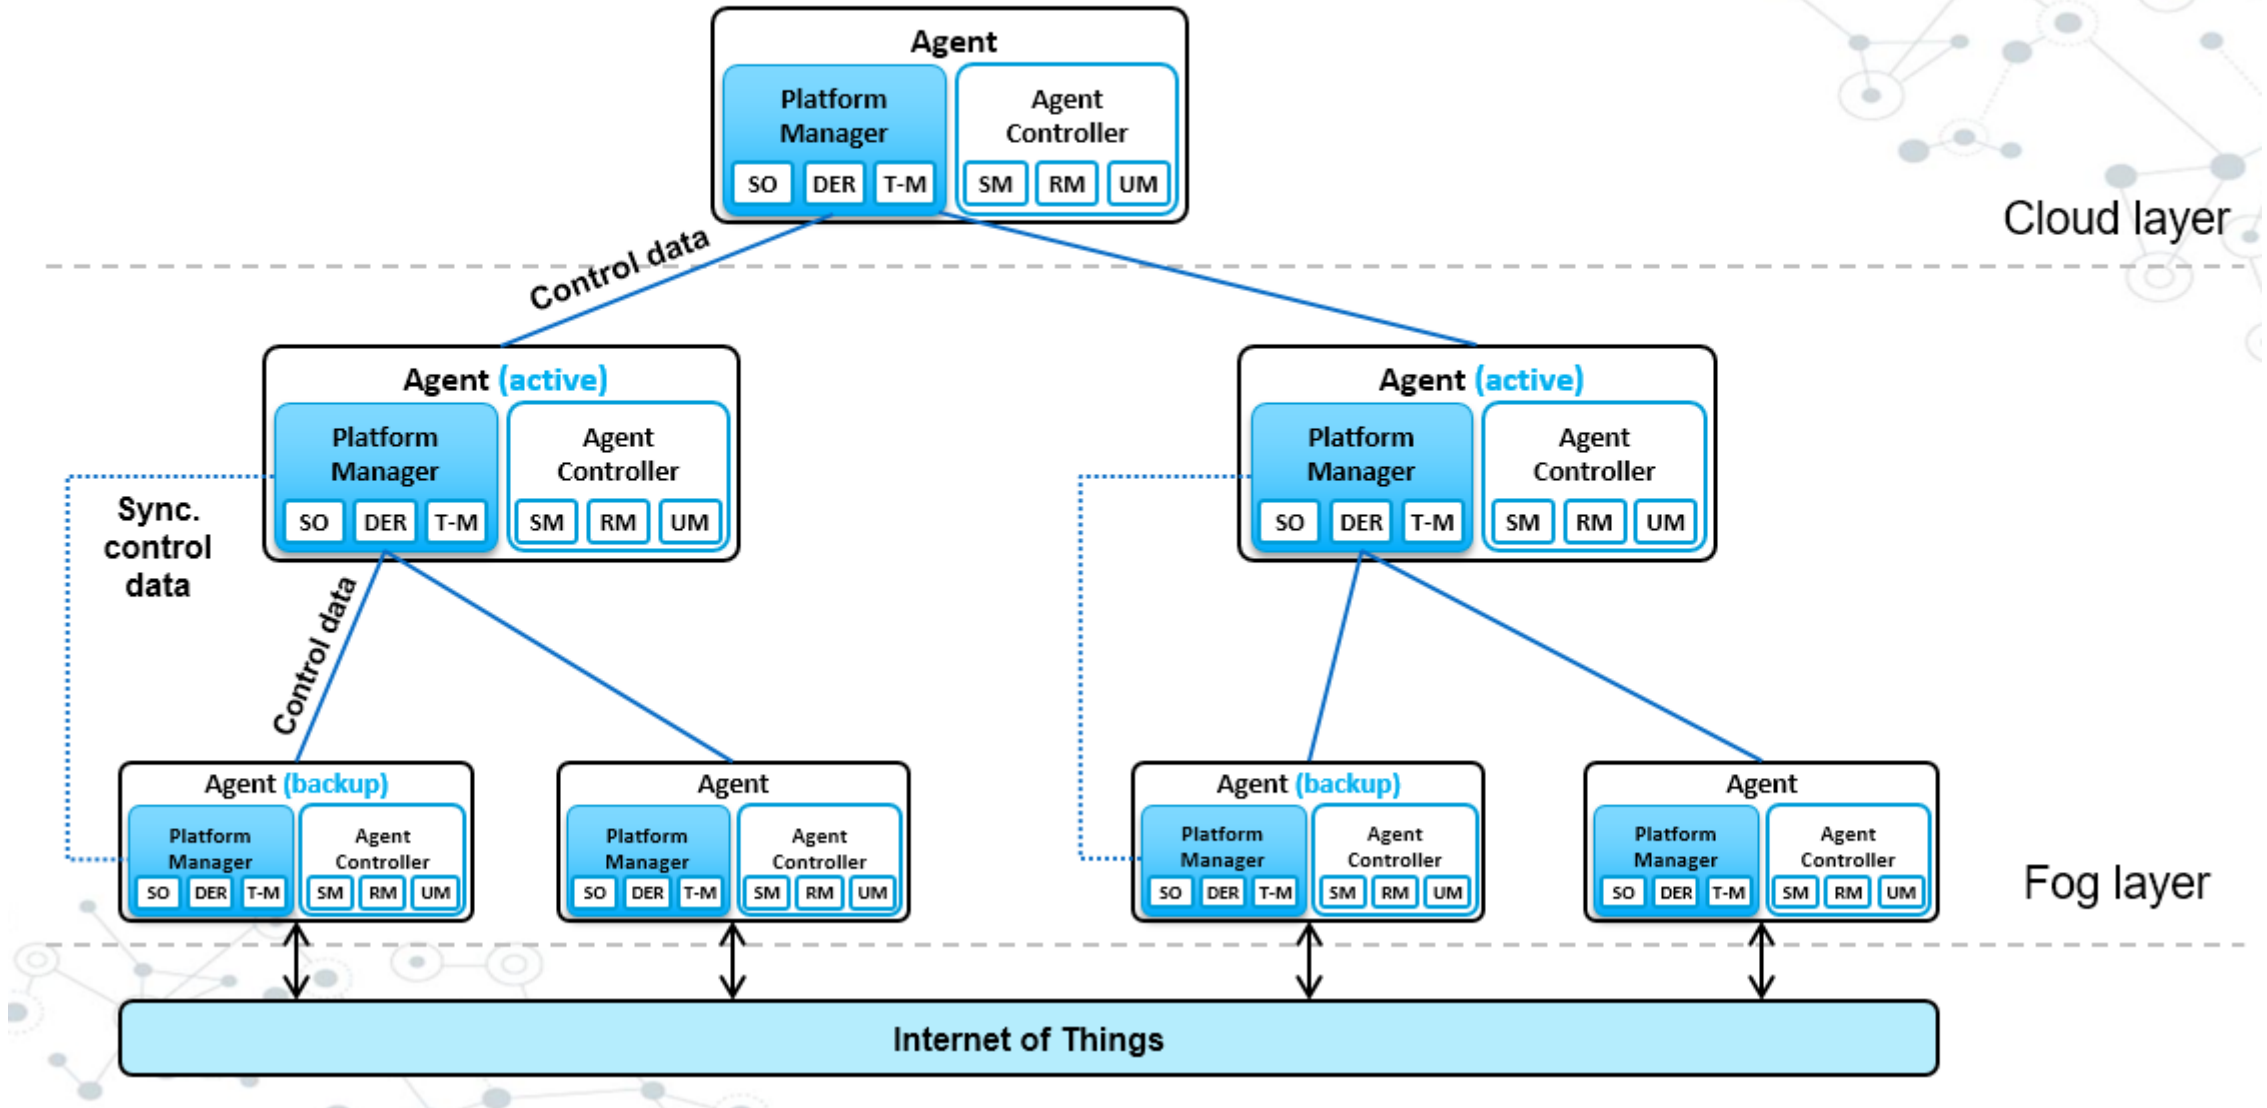 Agent
Platform
Manager
SO DER T-M
Agent
Controller
SM RM UM
Cloud layer
Control data
Agent (active)
Platform
Manager
SO DER T-M
Agent
Controller
SM RM UM
Agent (active)
Platform
Manager
SO DER T-M
Agent
Controller
SM RM UM
Sync.
control
data
Control data
Agent (backup)
Platform
Manager
SO DER T-M
Agent
Controller
SM RM UM
Agent
Platform
Manager
SO DER T-M
Agent
Controller
SM RM UM
Agent (backup)
Platform
Manager
SO DER T-M
Agent
Controller
SM RM UM
Agent
Platform
Manager
SO DER T-M
Agent
Controller
SM RM UM
Fog layer
Internet of Things